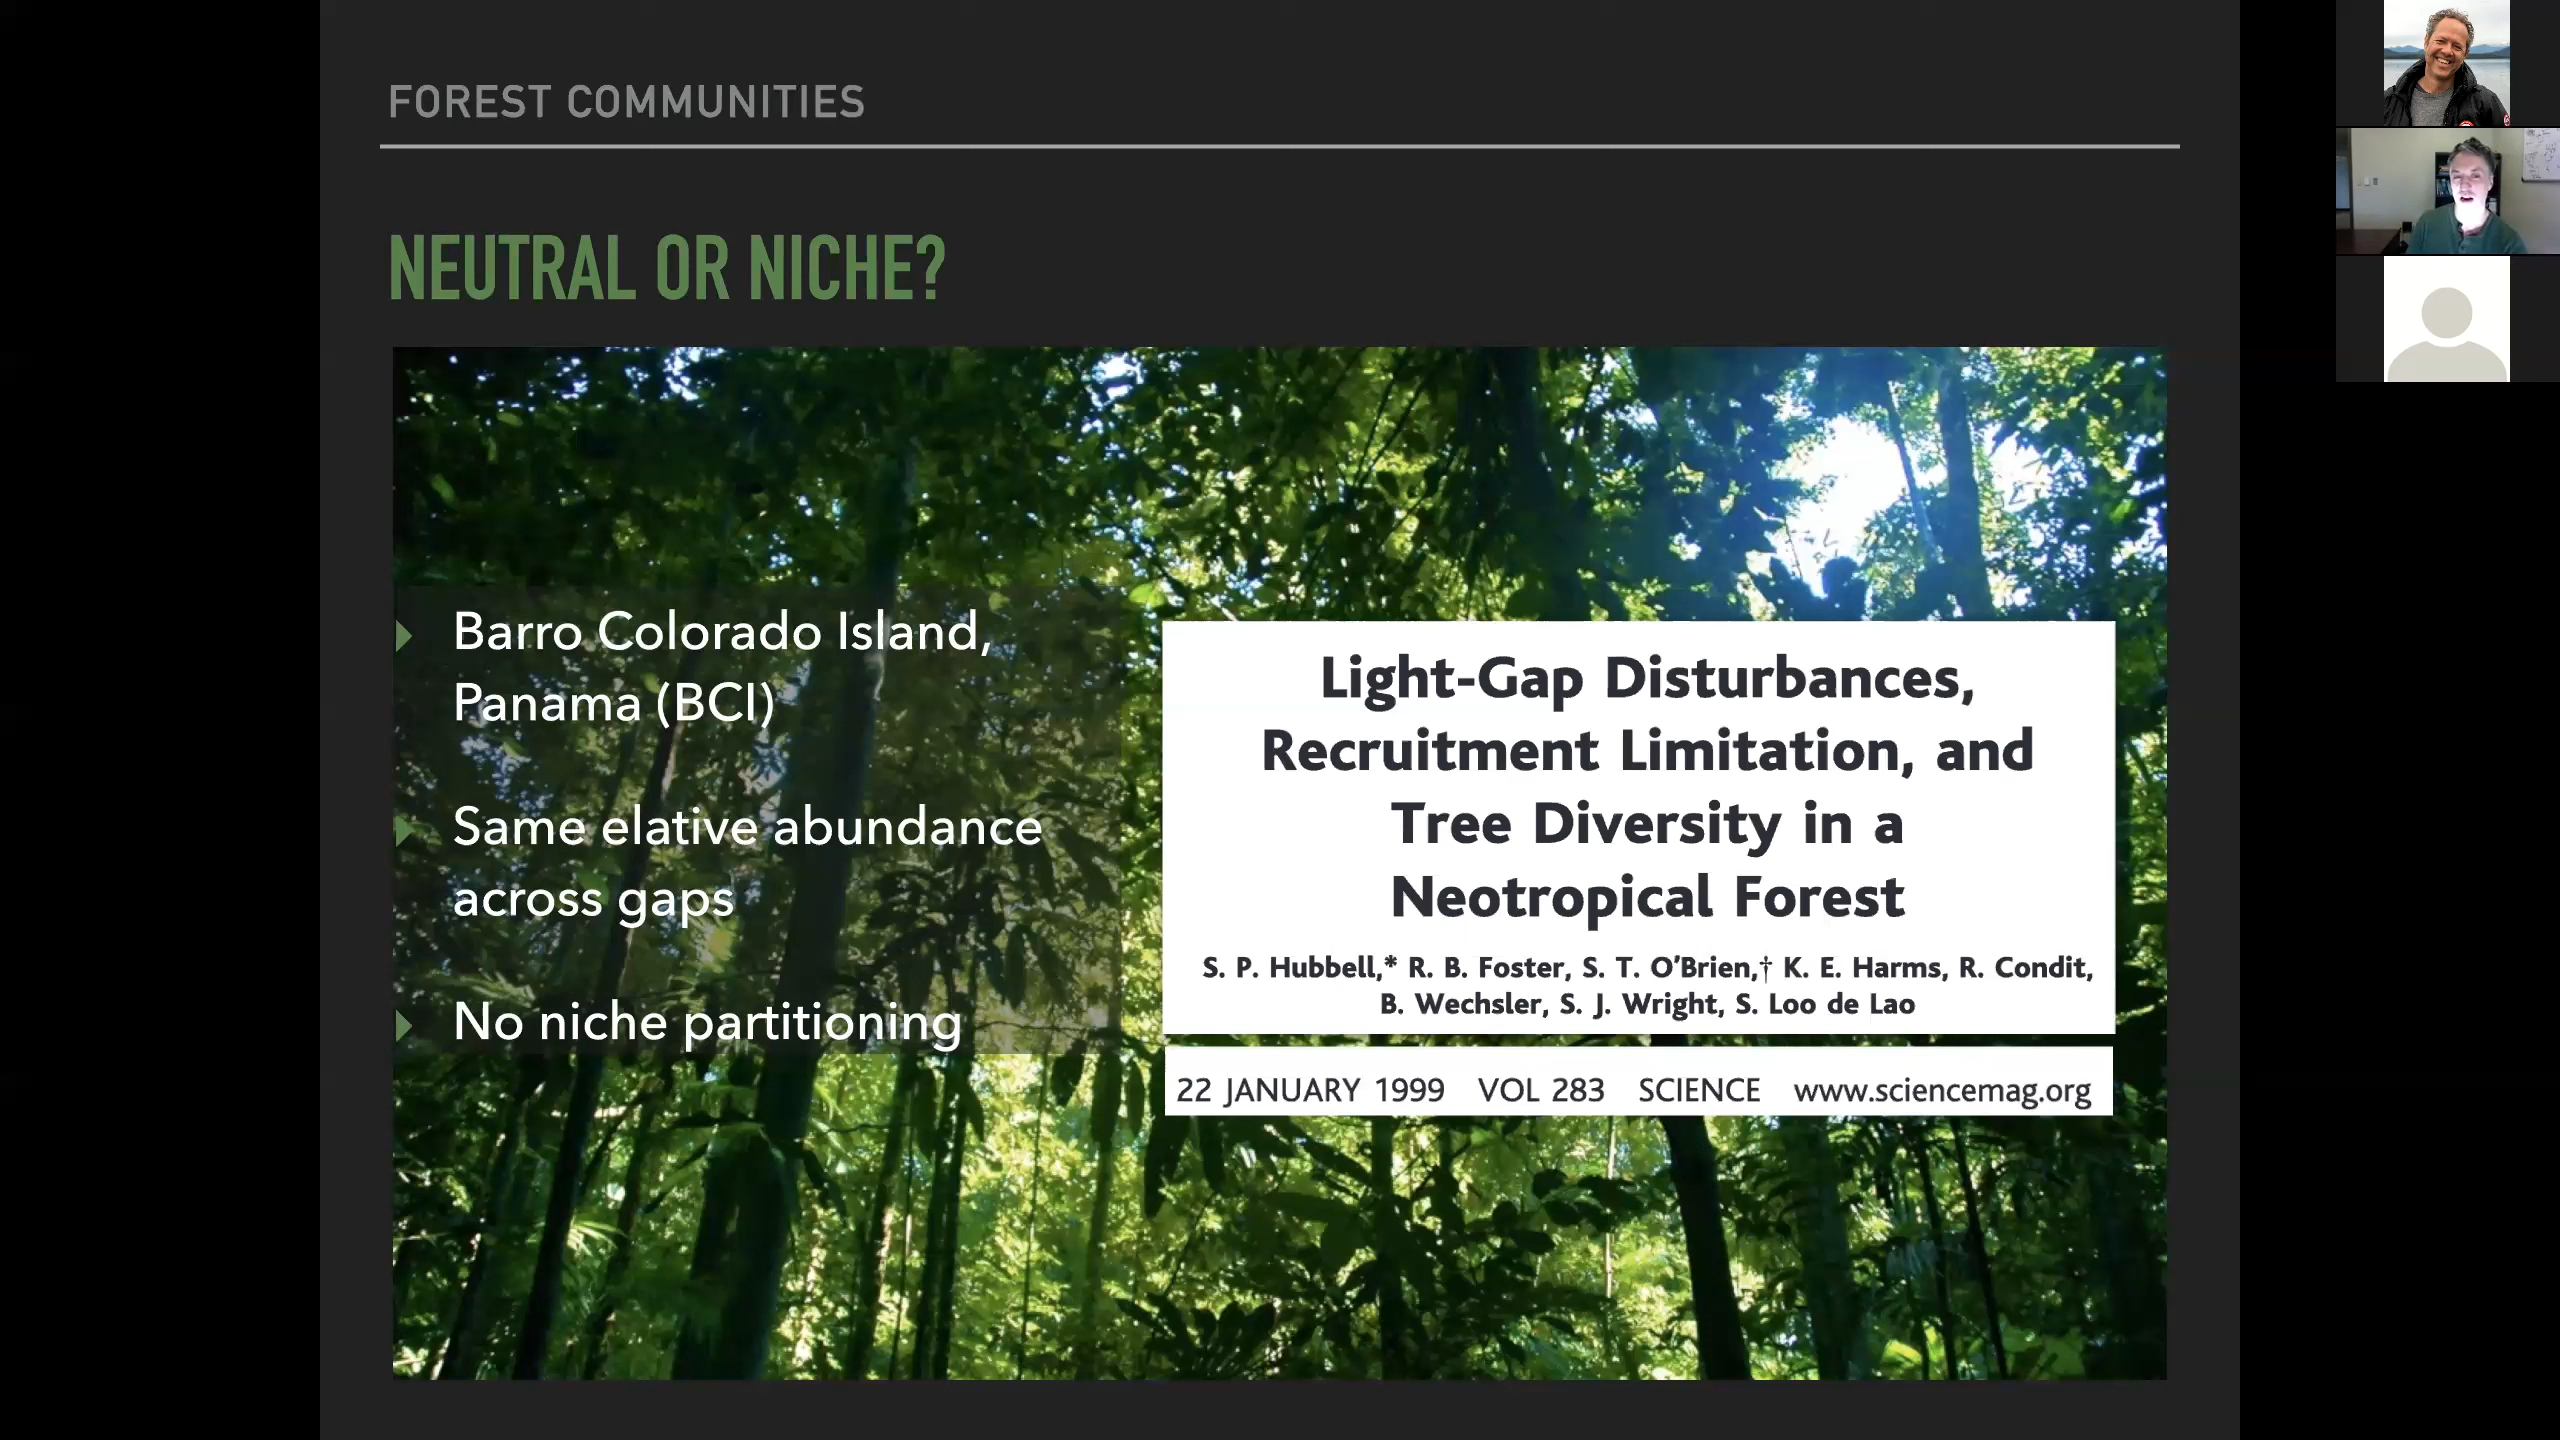 FOREST COMMUNITIES
NEUTRAL OR NICHE?
Barro Colorado Island,
Panama (BCI)
Same elative abundance
across gaps
No niche partitioning
Light-Gap Disturbances,
Recruitment Limitation, and
Tree Diversity in a
Neotropical Forest
S. P. Hubbell,* R. B. Foster, S. T. O'Brien,† K. E. Harms, R. Condit,
B. Wechsler, S. J. Wright, S. Loo de Lao
22 JANUARY 1999 VOL 283 SCIENCE www.sciencemag.org